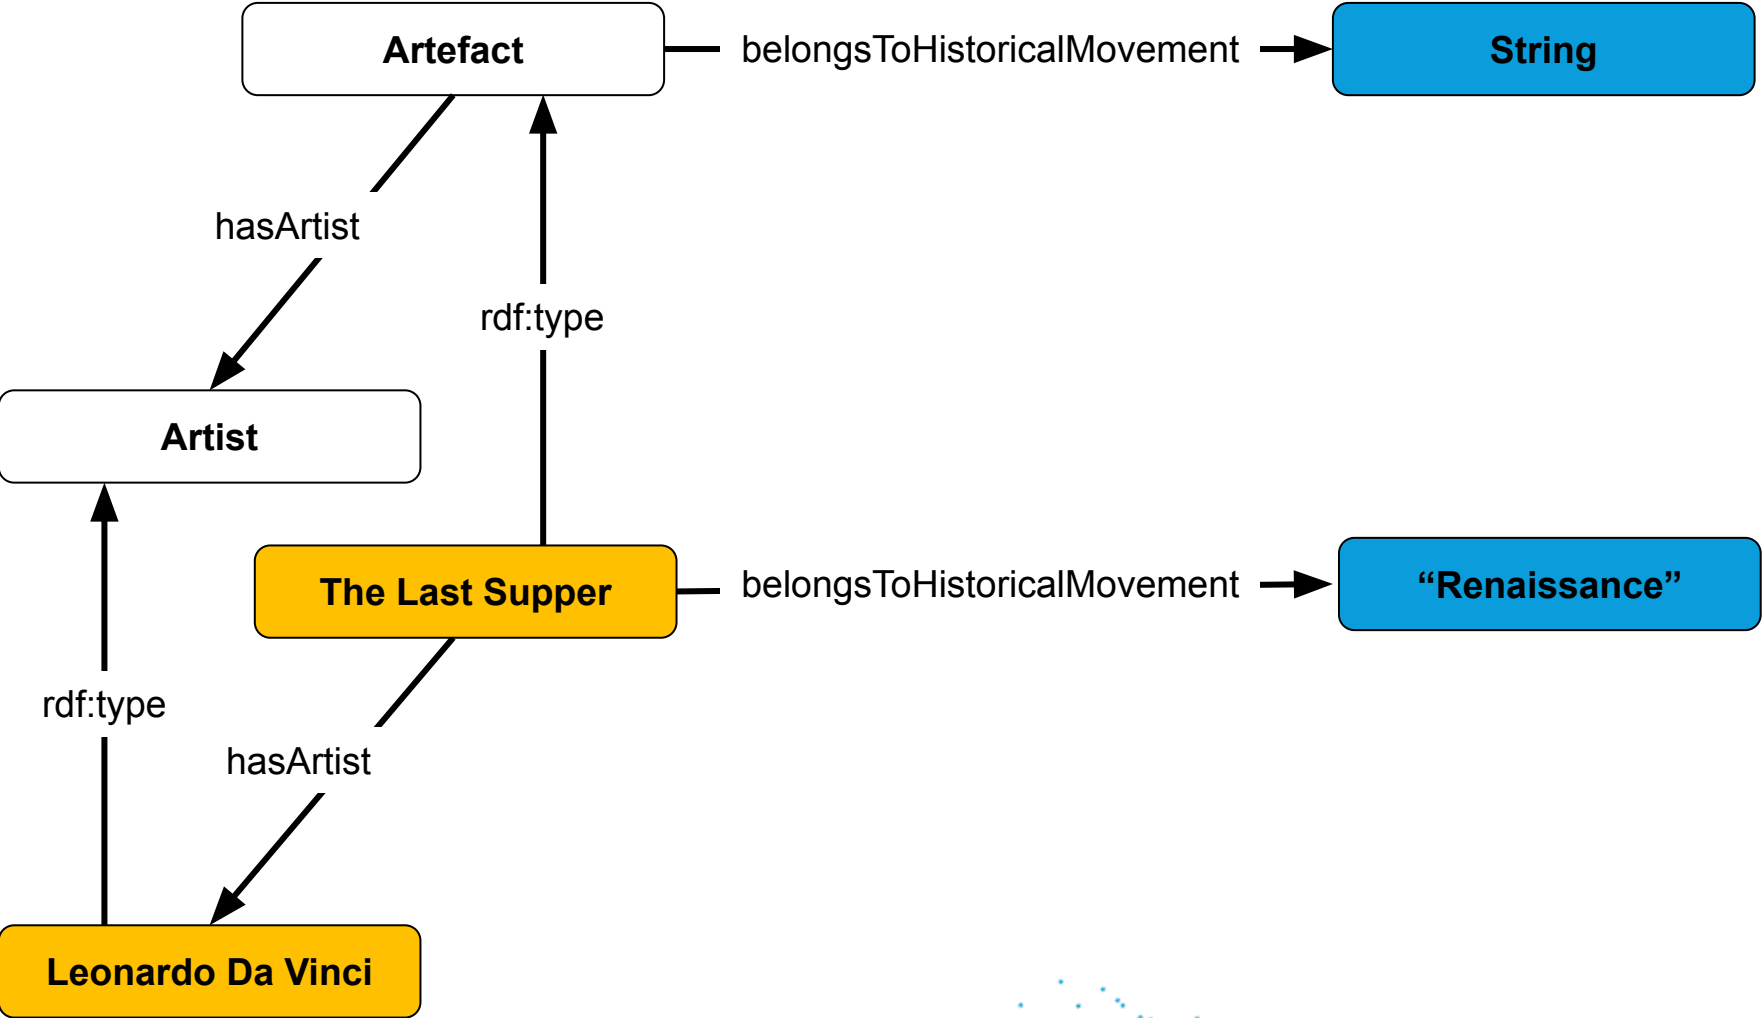 Artefact
belongsToHistoricalMovement
String
hasArtist
rdf:type
Artist
The Last Supper
belongsToHistoricalMovement
“Renaissance”
rdf:type
hasArtist
Leonardo Da Vinci